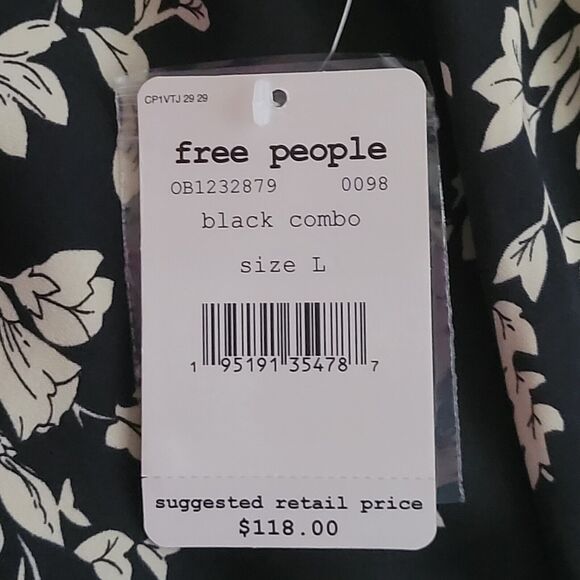 CP1VTJ 29 29
free people
OB1232879 0098
black combo
size L
1 95191 35478 7
suggested retail price
$118.00